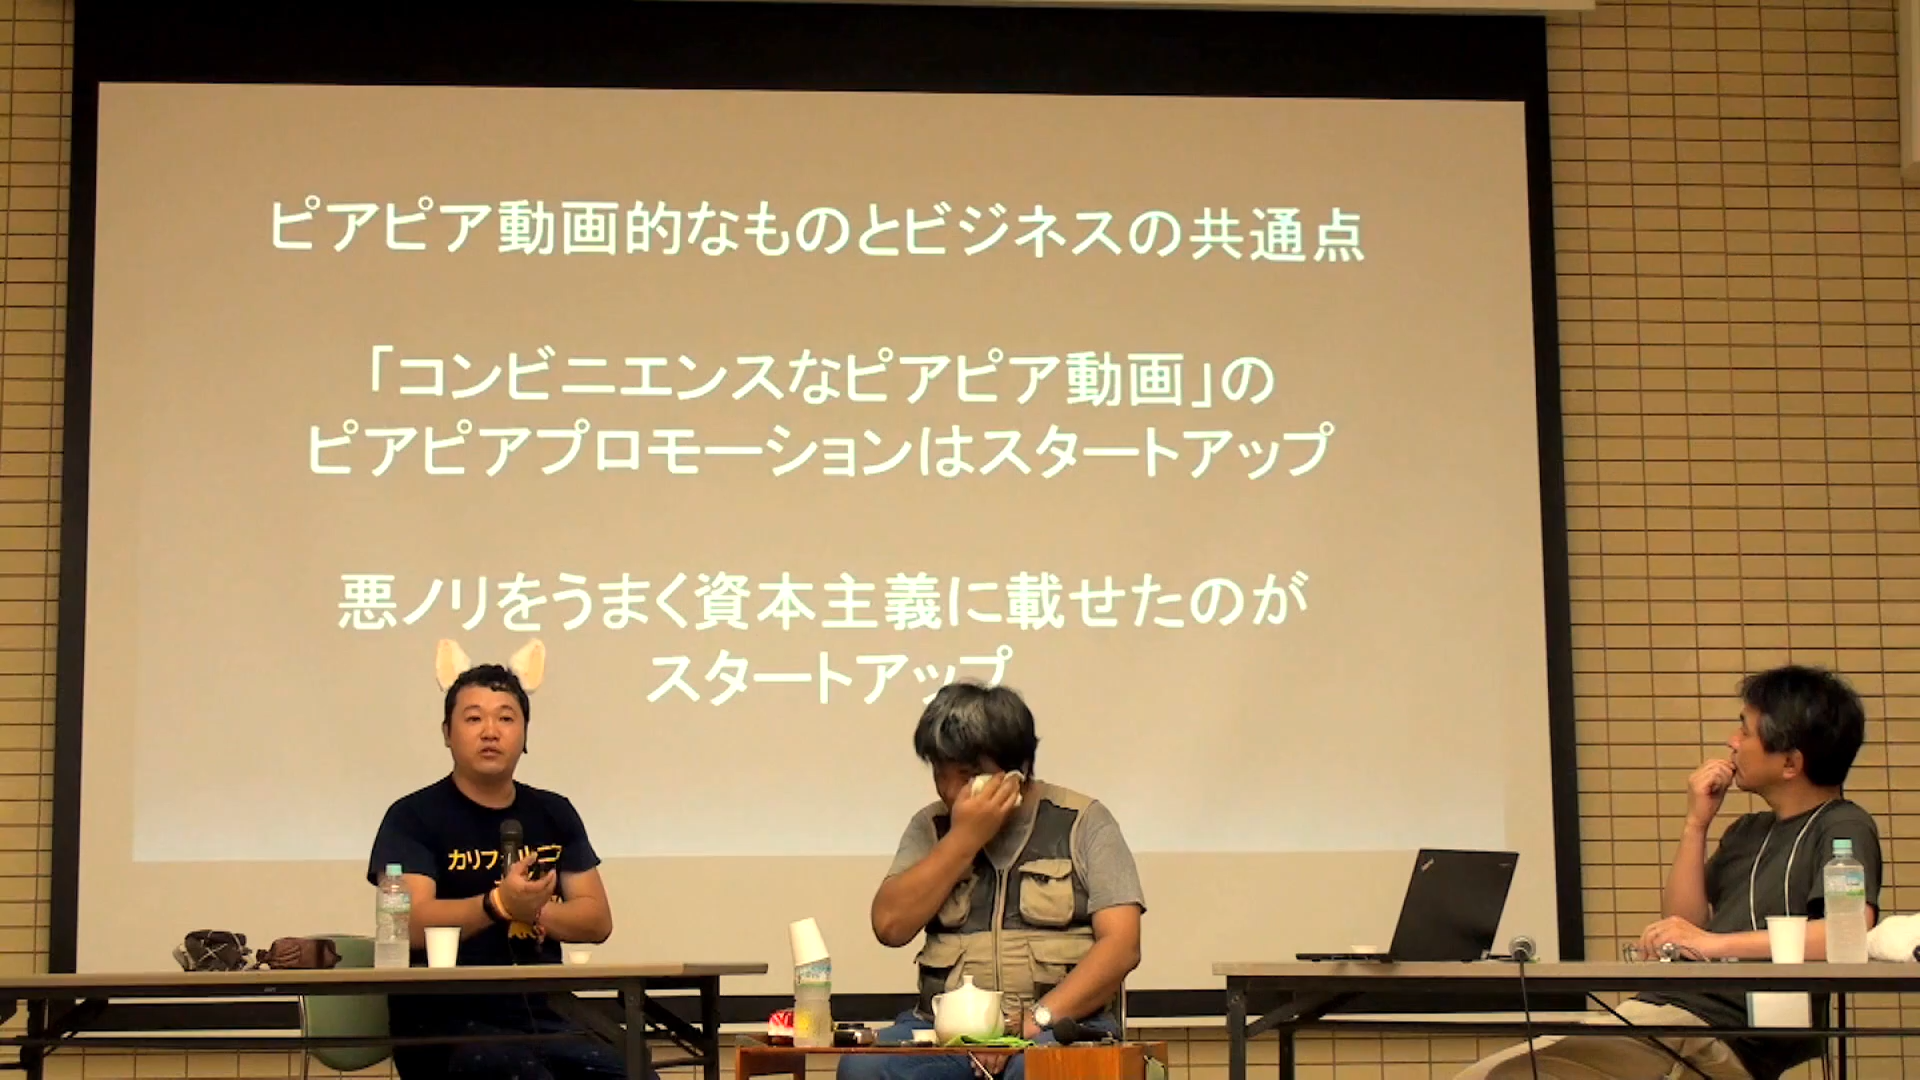 ピアピア動画的なものとビジネスの共通点
「コンビニエンスなピアピア動画」の
ピアピアプロモーションはスタートアップ
悪ノリをうまく資本主義に載せたのが
スタートアップ
ThinkPad